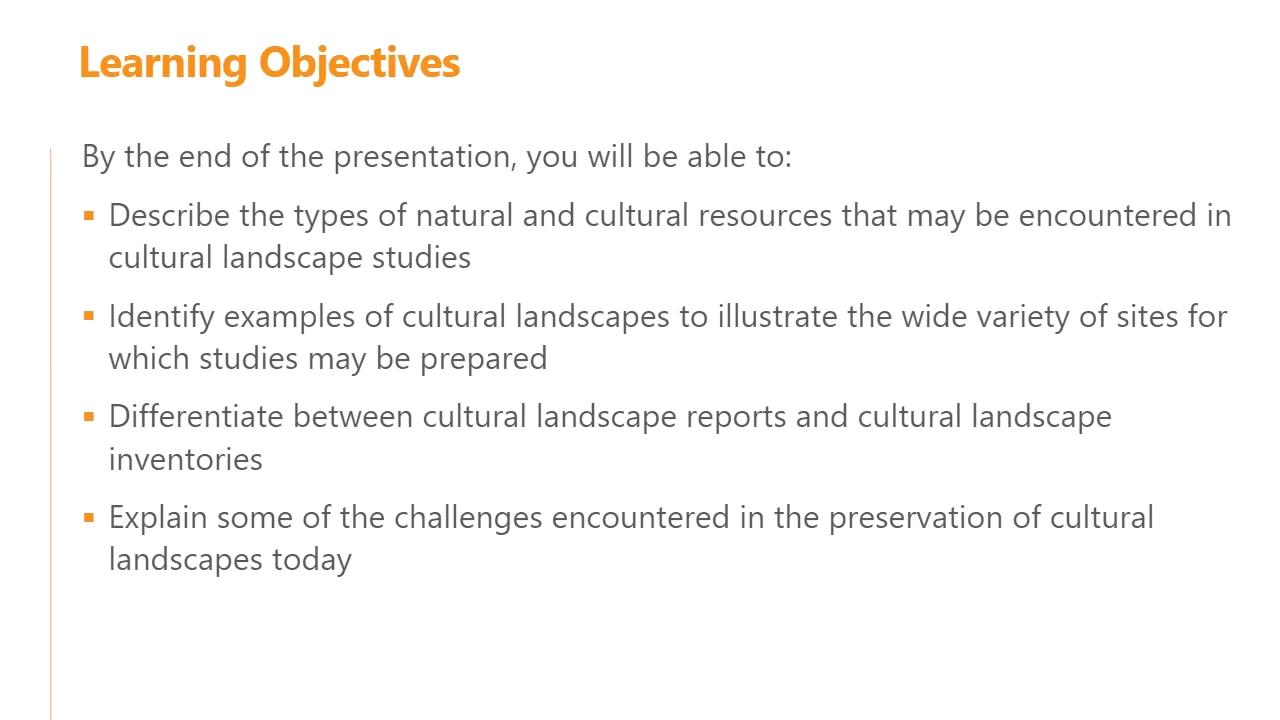 Learning Objectives
By the end of the presentation, you will be able to:
▪ Describe the types of natural and cultural resources that may be encountered in
cultural landscape studies
▪ Identify examples of cultural landscapes to illustrate the wide variety of sites for
which studies may be prepared
▪ Differentiate between cultural landscape reports and cultural landscape
inventories
▪ Explain some of the challenges encountered in the preservation of cultural
landscapes today